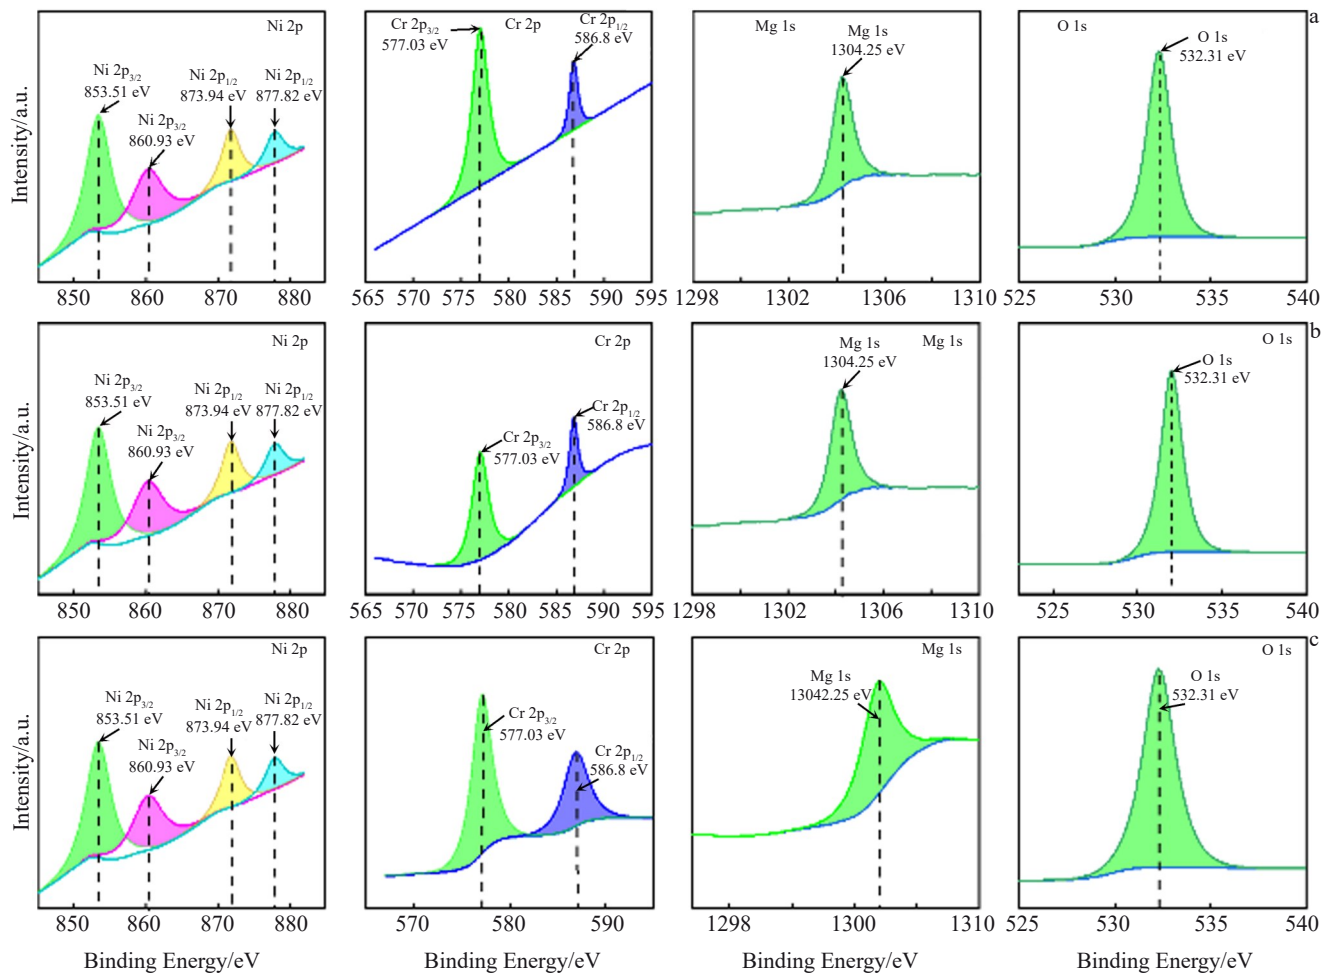 a
Intensity/a.u.
Ni 2p
Ni 2p3/2
853.51 eV
Ni 2p3/2
860.93 eV
Ni 2p1/2
873.94 eV
Ni 2p1/2
877.82 eV
850 860 870 880
Cr 2p3/2
577.03 eV
Cr 2p
Cr 2p1/2
586.8 eV
565 570 575 580 585 590 595
Mg 1s
Mg 1s
1304.25 eV
1298 1302 1306 1310
O 1s
O 1s
532.31 eV
525 530 535 540
b
Intensity/a.u.
Ni 2p
Ni 2p3/2
853.51 eV
Ni 2p3/2
860.93 eV
Ni 2p1/2
873.94 eV
Ni 2p1/2
877.82 eV
850 860 870 880
Cr 2p
Cr 2p3/2
577.03 eV
Cr 2p1/2
586.8 eV
565 570 575 580 585 590 595
Mg 1s
1304.25 eV
Mg 1s
1298 1302 1306 1310
O 1s
O 1s
532.31 eV
525 530 535 540
c
Intensity/a.u.
Ni 2p
Ni 2p3/2
853.51 eV
Ni 2p3/2
860.93 eV
Ni 2p1/2
873.94 eV
Ni 2p1/2
877.82 eV
850 860 870 880
Binding Energy/eV
Cr 2p
Cr 2p3/2
577.03 eV
Cr 2p1/2
586.8 eV
570 580 590
Binding Energy/eV
Mg 1s
Mg 1s
13042.25 eV
1298 1300 1310
Binding Energy/eV
O 1s
O 1s
532.31 eV
525 530 535 540
Binding Energy/eV